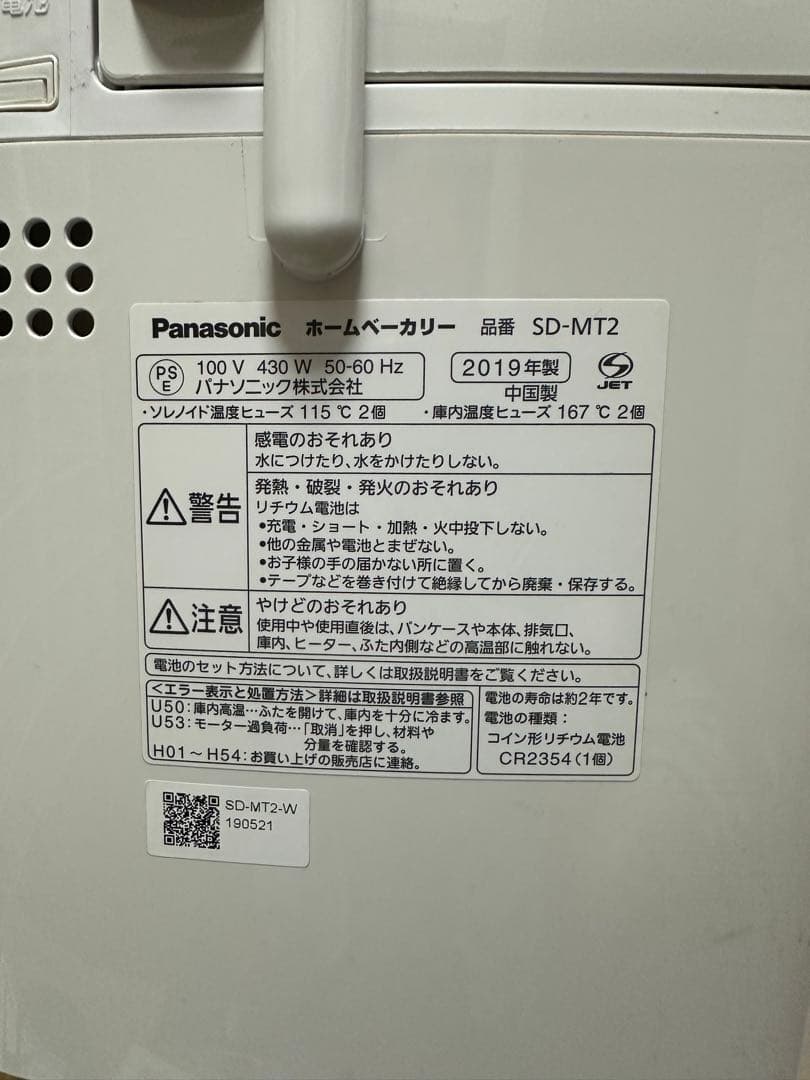 電池
Panasonic ホームベーカリー 品番 SD-MT2
PS E 100 V 430 W 50-60 Hz 2019年製
パナソニック株式会社 中国製 JET
・ソレノイド温度ヒューズ 115 ℃ 2個 ・庫内温度ヒューズ 167 ℃ 2個
警告
感電のおそれあり
水につけたり、水をかけたりしない。
発熱・破裂・発火のおそれあり
リチウム電池は
•充電・ショート・加熱・火中投下しない。
•他の金属や電池とまぜない。
•お子様の手の届かない所に置く。
•テープなどを巻き付けて絶縁してから廃棄・保存する。
注意
やけどのおそれあり
使用中や使用直後は、パンケースや本体、排気口、
庫内、ヒーター、ふた内側などの高温部に触れない。
電池のセット方法について、詳しくは取扱説明書をご覧ください。
＜エラー表示と処置方法＞詳細は取扱説明書参照
U50：庫内高温…ふたを開けて、庫内を十分に冷ます。
U53：モーター過負荷…「取消」を押し、材料や
分量を確認する。
H01〜H54：お買い上げの販売店に連絡。
電池の寿命は約2年です。
電池の種類：
コイン形リチウム電池
CR2354（1個）
SD-MT2-W
190521